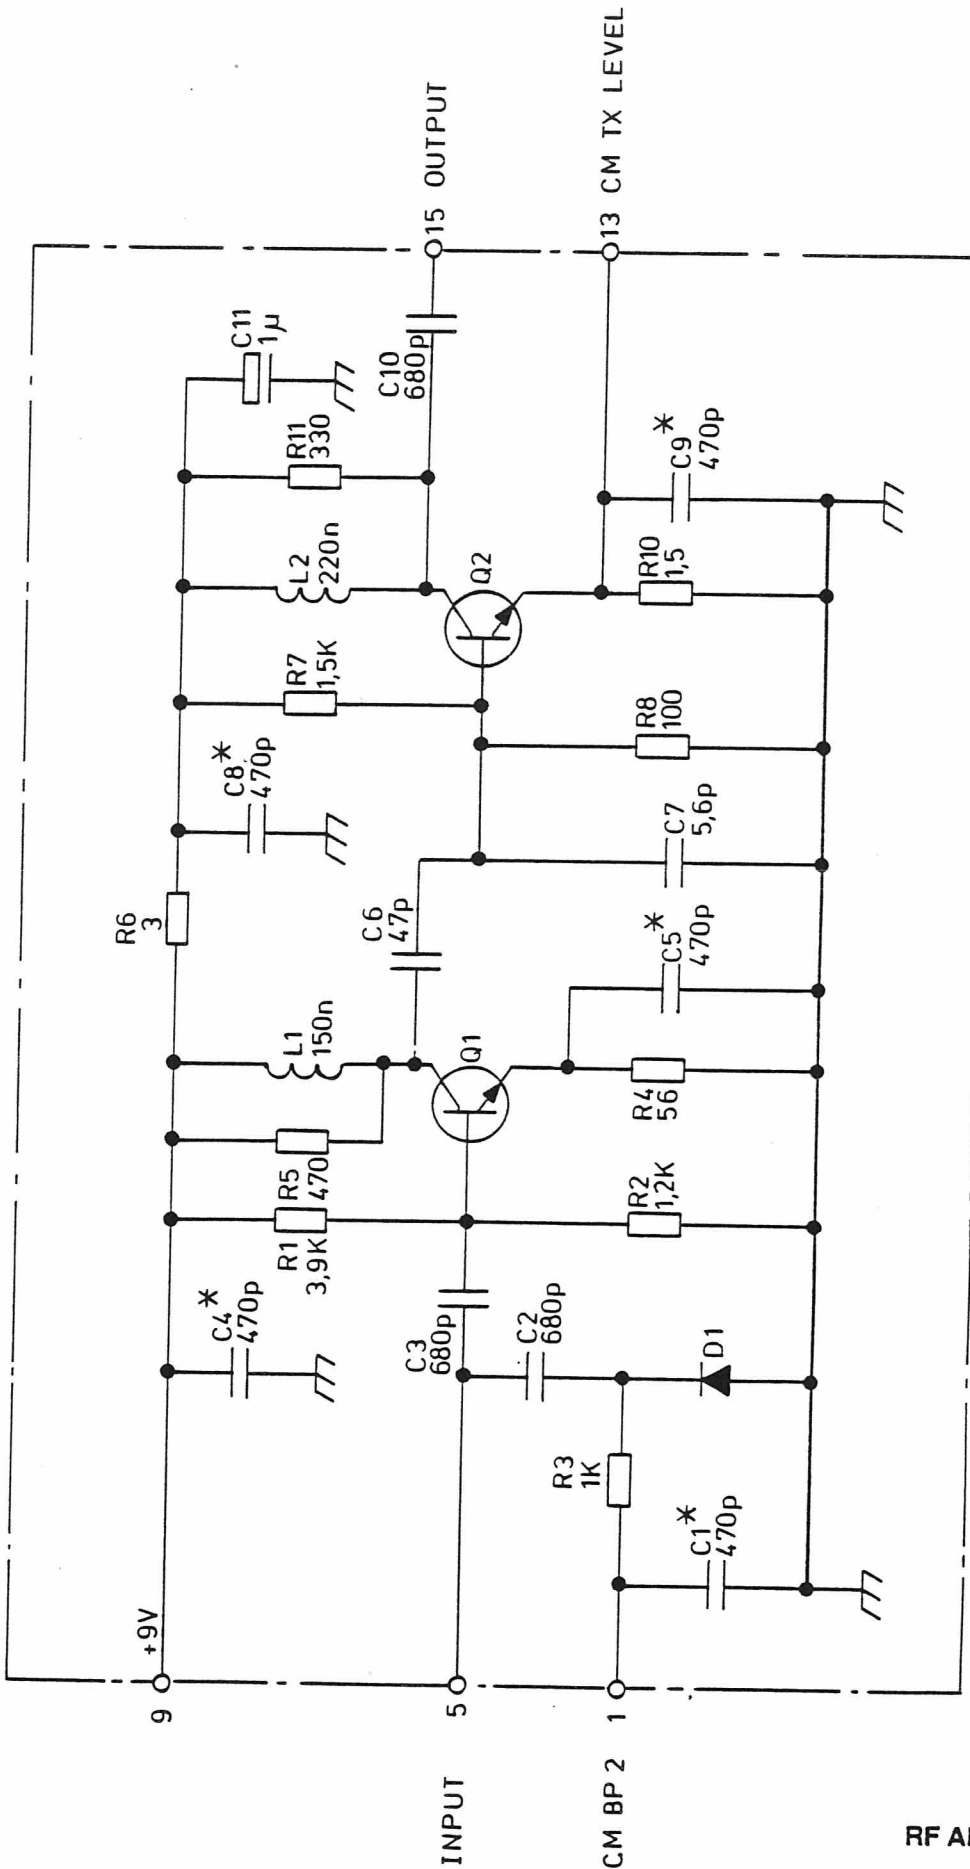 9
+9V
INPUT
5
CM BP 2
1
C4*
470p
R1
3,9K
R5
470
L1
150n
R6
3
C8*
470p
R7
1,5K
L2
220n
R11
330
C11
1µ
C3
680p
C2
680p
Q1
C6
47p
Q2
C10
680p
15 OUTPUT
R3
1K
C1*
470p
D1
R2
1,2K
R4
56
C5*
470p
C7
5,6p
R8
100
R10
1,5
C9*
470p
13 CM TX LEVEL